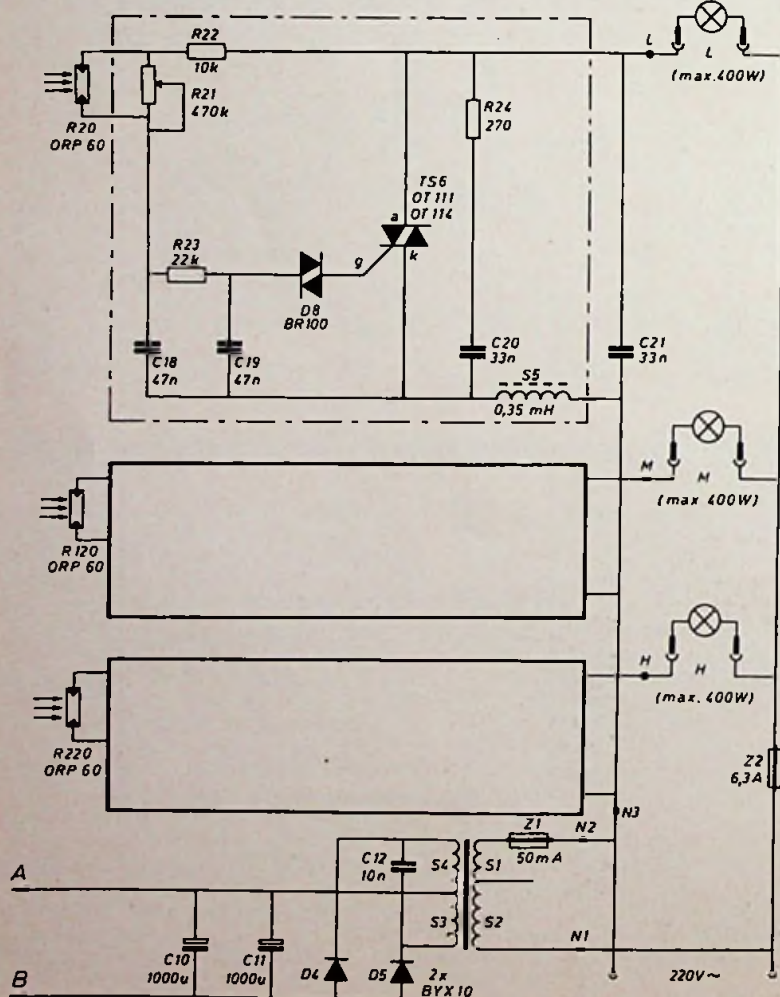 R22
10k
R21
470k
R20
ORP 60
L
L
(max.400W)
R24
270
TS6
OT 111
OT 114
a
k
g
R23
22k
D8
BR100
C18
47n
C19
47n
C20
33n
C21
33n
S5
0,35 mH
M
M
(max 400W)
R120
ORP 60
H
H
(max. 400W)
R220
ORP 60
Z2
6,3A
N3
Z1
50mA
N2
C12
10n
S4
S1
S3
S2
A
N1
C10
1000u
C11
1000u
D4
D5
2x
BYX10
220V~
B